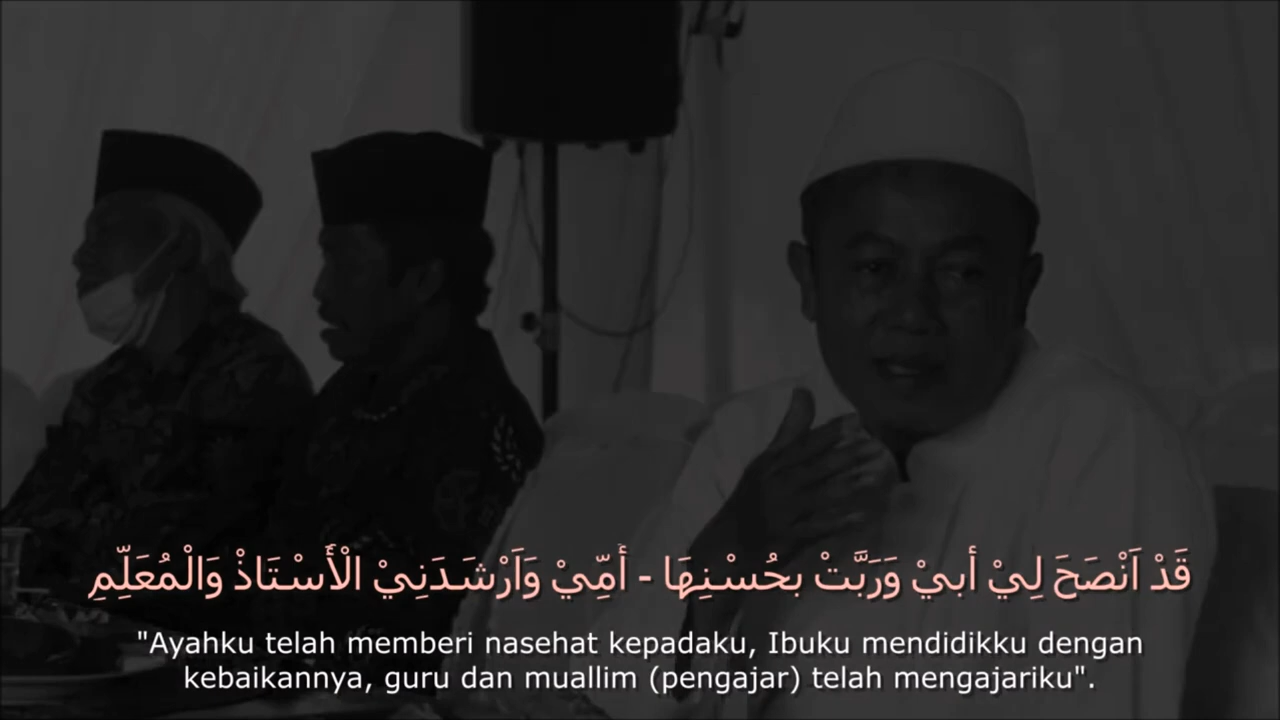 قَدْ اَنْصَحَ لِيْ أَبيْ وَرَبَّتْ بحُسْنِهَا - أَمِّيْ وَاَرْشَدَنِيْ الْأَسْتَاذْ وَالْمُعَلِّمِ
"Ayahku telah memberi nasehat kepadaku, Ibuku mendidikku dengan
kebaikannya, guru dan muallim (pengajar) telah mengajariku".